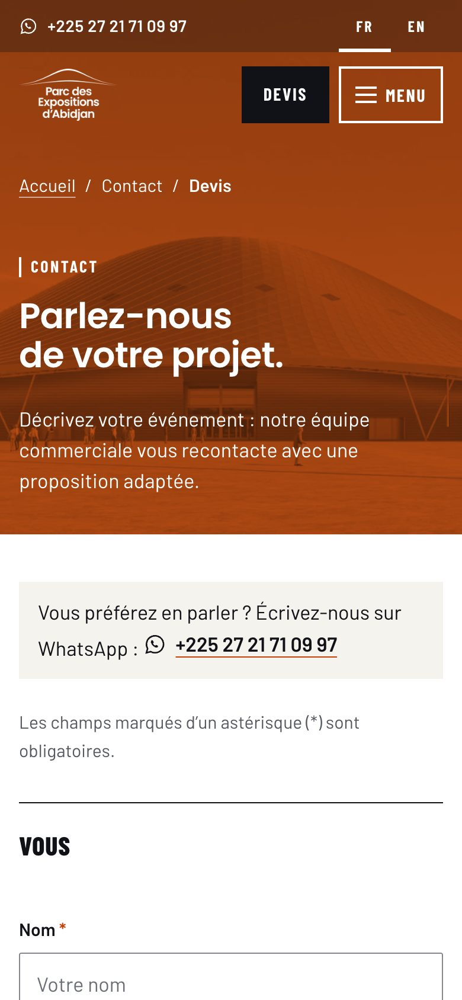 +225 27 21 71 09 97
FR
EN
Parc des
Expositions
d’Abidjan
DEVIS
MENU
Accueil / Contact / Devis
CONTACT
Parlez-nous
de votre projet.
Décrivez votre événement : notre équipe
commerciale vous recontacte avec une
proposition adaptée.
Vous préférez en parler ? Écrivez-nous sur
WhatsApp : +225 27 21 71 09 97
Les champs marqués d’un astérisque (*) sont
obligatoires.
VOUS
Nom *
Votre nom